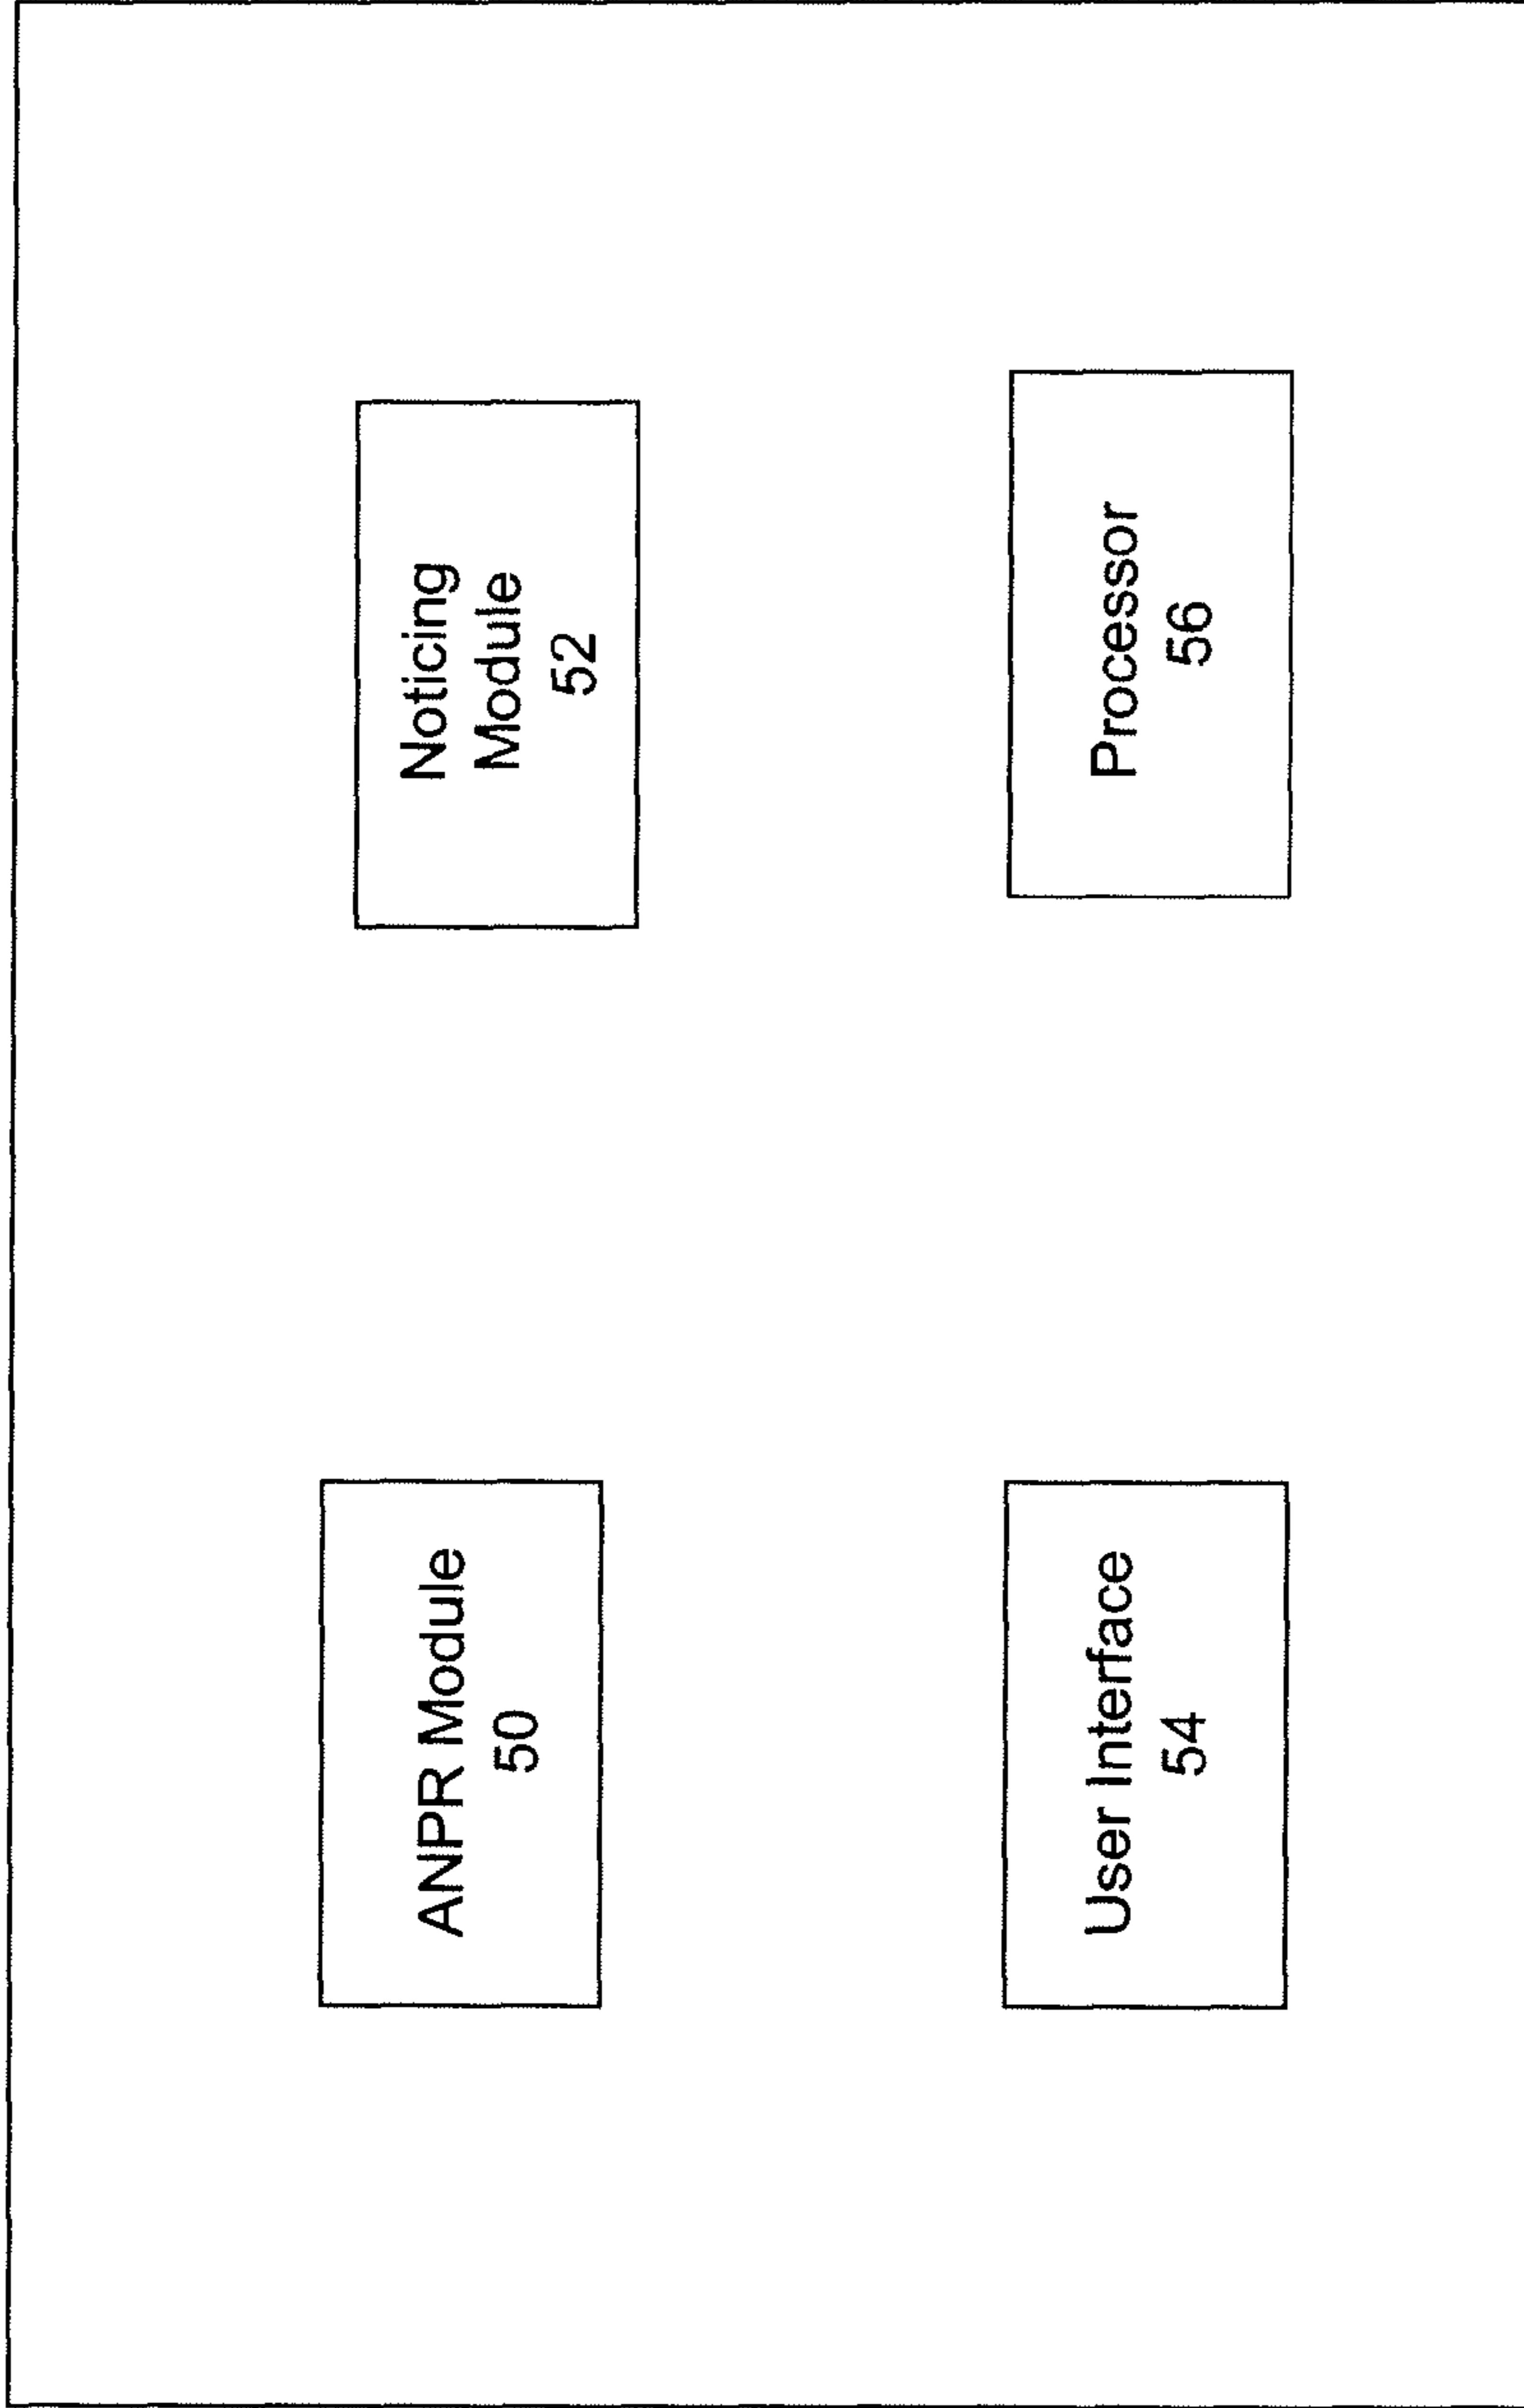 ANPR Module
50
Noticing
Module
52
User Interface
54
Processor
56